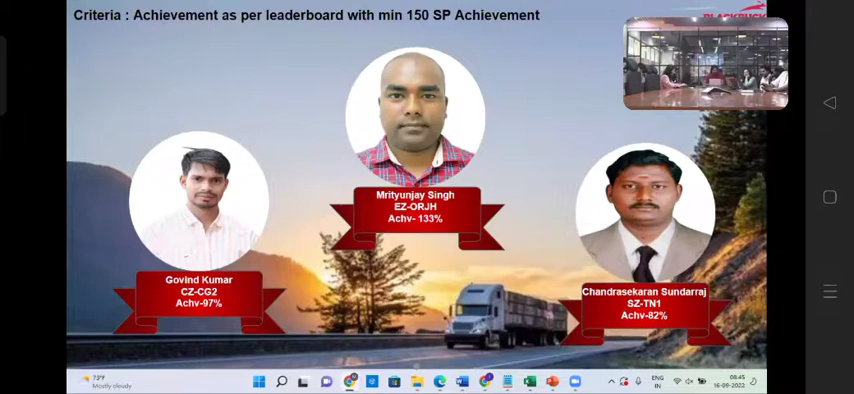 Criteria : Achievement as per leaderboard with min 150 SP Achievement
BLACKBUCK
Mrityunjay Singh
EZ-ORJH
Achv- 133%
Govind Kumar
CZ-CG2
Achv-97%
Chandrasekaran Sundarraj
SZ-TN1
Achv-82%
72°F
Mostly cloudy
ENG
IN
08:45
16-09-2022